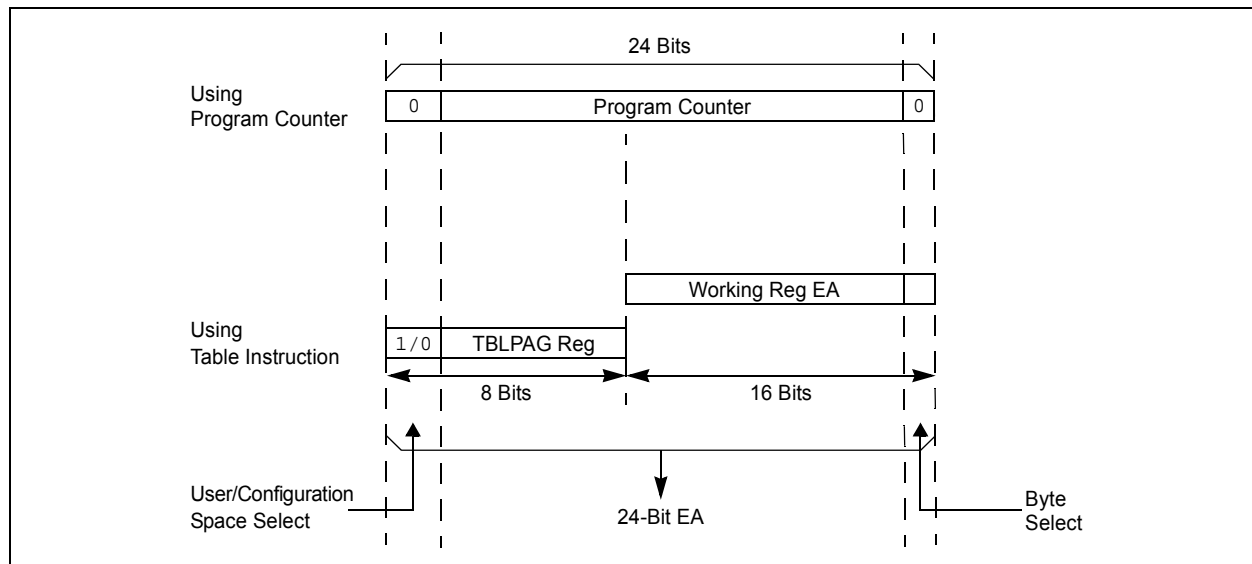 24 Bits
Using
Program Counter
0
Program Counter
0
Working Reg EA
Using
Table Instruction
1/0
TBLPAG Reg
8 Bits
16 Bits
User/Configuration
Space Select
24-Bit EA
Byte
Select